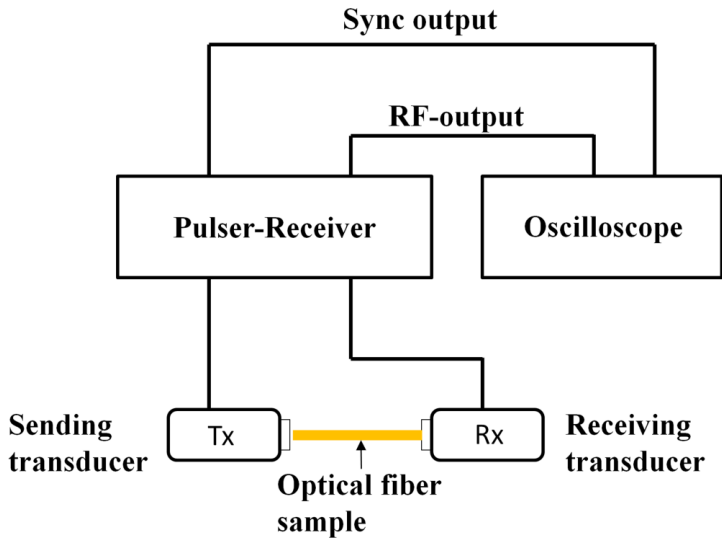 Sync output
RF-output
Pulser-Receiver
Oscilloscope
Sending
transducer
Tx
Rx
Receiving
transducer
Optical fiber
sample